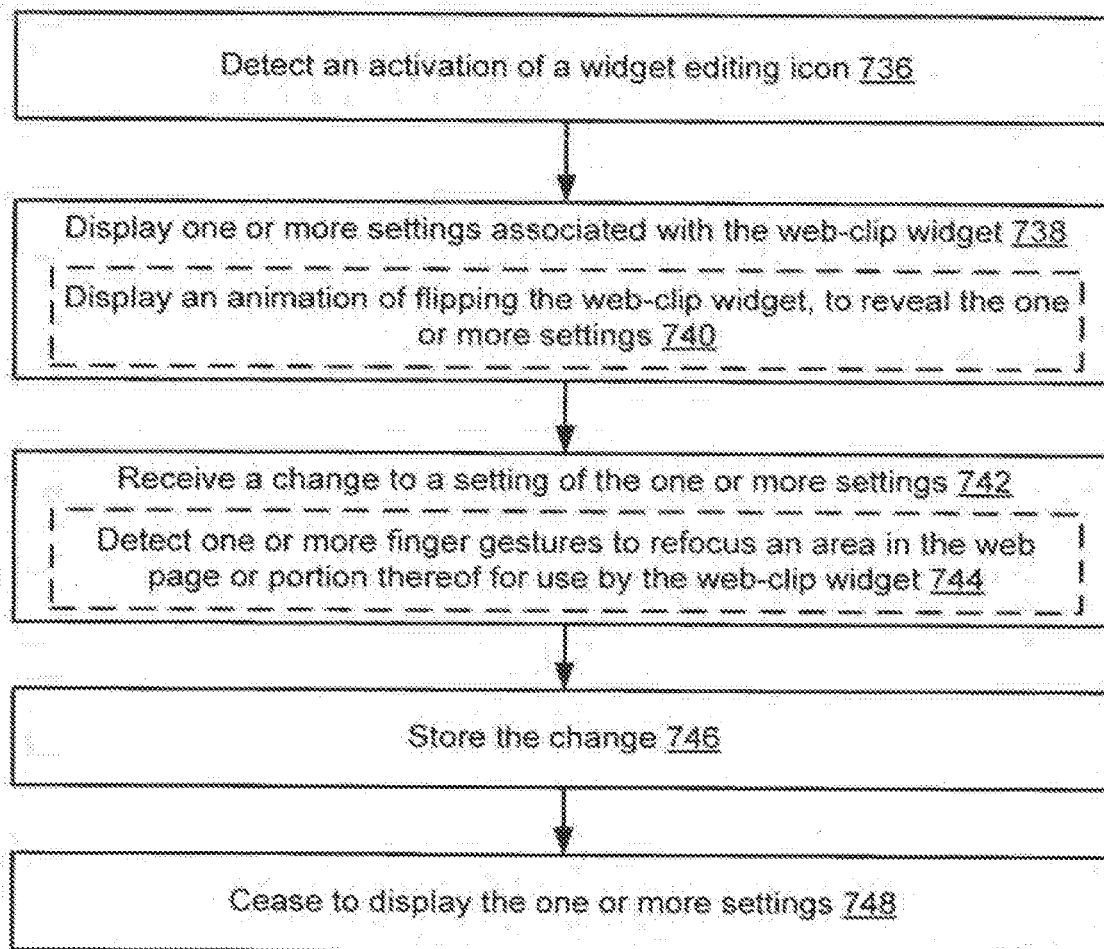 Detect an activation of a widget editing icon 736
Display one or more settings associated with the web-clip widget 738
Display an animation of flipping the web-clip widget, to reveal the one
or more settings 740
Receive a change to a setting of the one or more settings 742
Detect one or more finger gestures to refocus an area in the web
page or portion thereof for use by the web-clip widget 744
Store the change 746
Cease to display the one or more settings 748